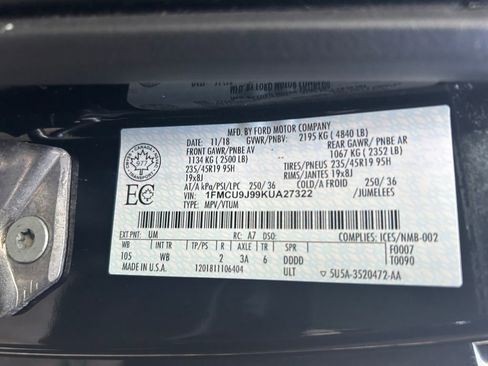 MFD. BY FORD MOTOR COMPANY
DATE: 11/18 GVWR/PNBV: 2195 KG ( 4840 LB)
FRONT GAWR/ PNBE AV REAR GAWR/ PNBE AR
1134 KG ( 2500 LB) 1067 KG ( 2352 LB)
235/45R19 95H TIRES/PNEUS 235/45R19 95H
19x8J RIMS/JANTES 19x8J
AT/A kPa/PSI/LPC 250/ 36 COLD/A FROID 250/ 36
VIN: 1FMCU9J99KUA27322 /JUMELEES
TYPE: MPV/VTUM
EC
EXT PNT: UM RC: A7 DSO: COMPLIES: ICES/NMB-002
WB INT TR TP/PS R AXLE TR SPR F0007
105 WB 2 3A 6 DDDD T0090
MADE IN U.S.A. 1201811106404 ULT 5U5A-3520472-AA